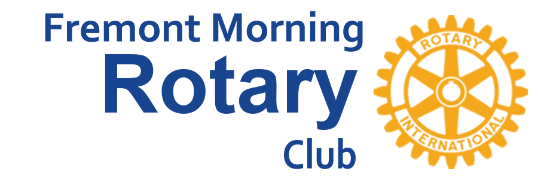 Fremont Morning
Rotary
Club
ROTARY
INTERNATIONAL